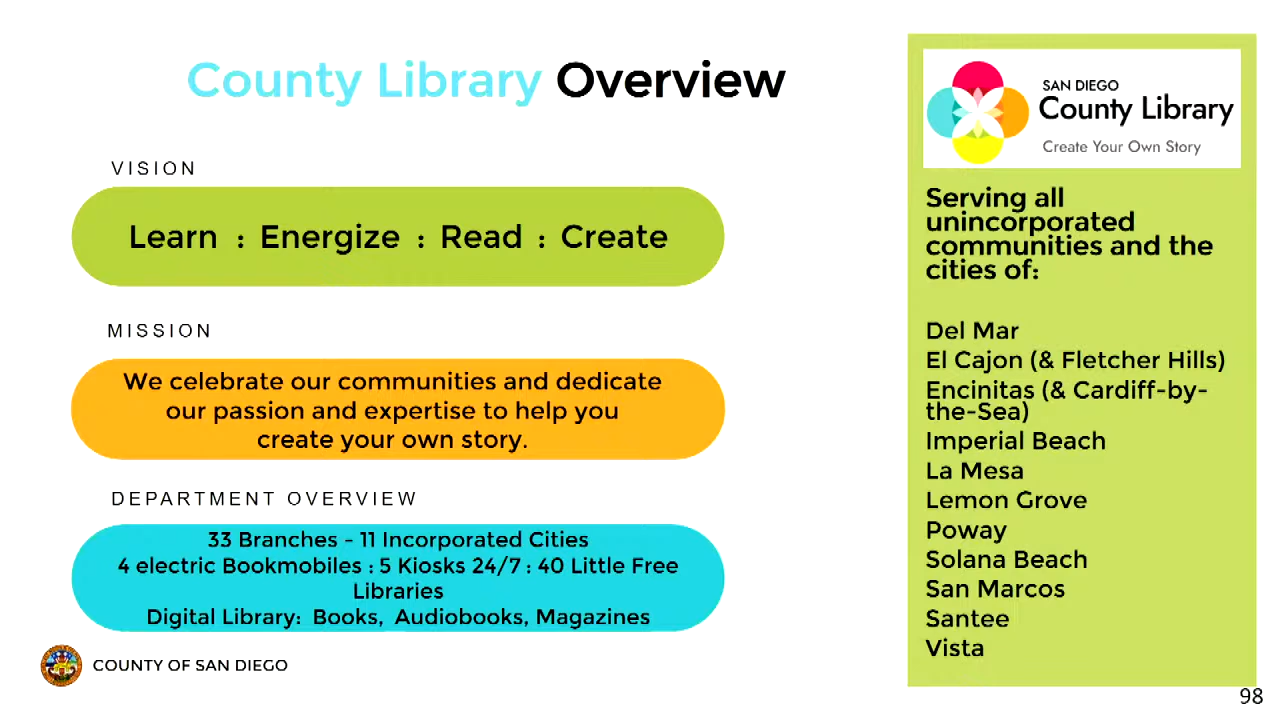 County Library Overview
VISION
Learn : Energize : Read : Create
MISSION
We celebrate our communities and dedicate
our passion and expertise to help you
create your own story.
DEPARTMENT OVERVIEW
33 Branches - 11 Incorporated Cities
4 electric Bookmobiles : 5 Kiosks 24/7 : 40 Little Free
Libraries
Digital Library: Books, Audiobooks, Magazines
COUNTY OF SAN DIEGO
SAN DIEGO
County Library
Create Your Own Story
Serving all
unincorporated
communities and the
cities of:
Del Mar
El Cajon (& Fletcher Hills)
Encinitas (& Cardiff-by-
the-Sea)
Imperial Beach
La Mesa
Lemon Grove
Poway
Solana Beach
San Marcos
Santee
Vista
98